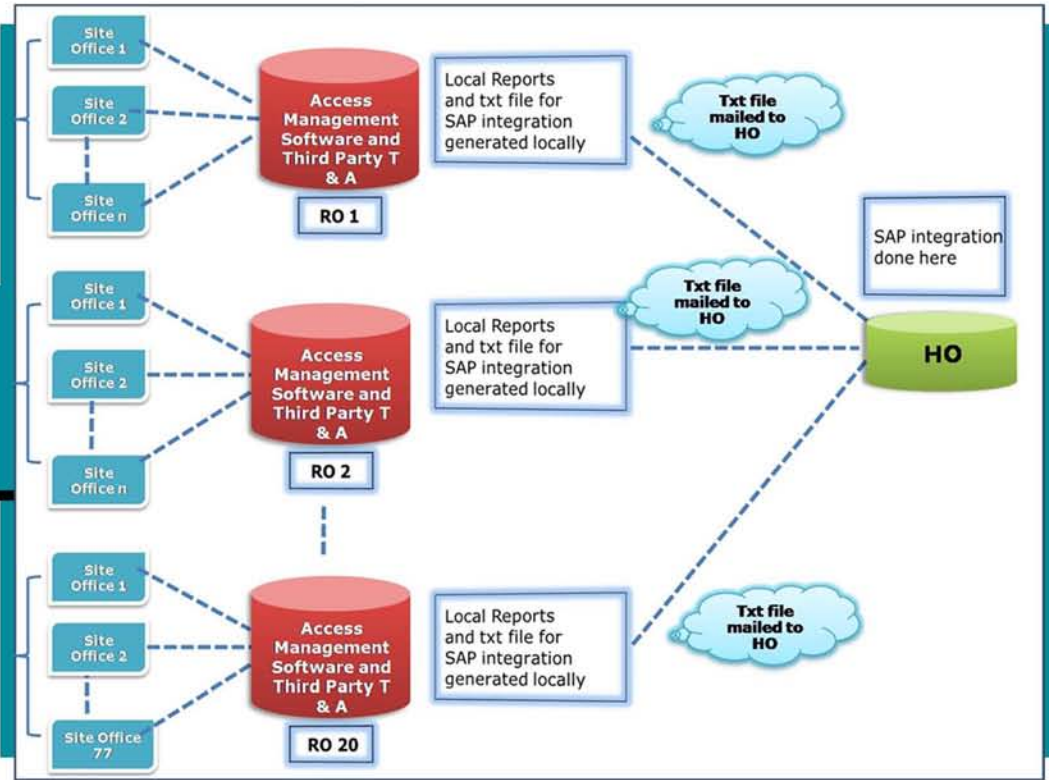 Site
Office 1
Site
Office 2
Site
Office n
Access
Management
Software and
Third Party T
& A
RO 1
Local Reports
and txt file for
SAP integration
generated locally
Txt file
mailed to
HO
Site
Office 1
Site
Office 2
Site
Office n
Access
Management
Software and
Third Party T
& A
RO 2
Local Reports
and txt file for
SAP integration
generated locally
Txt file
mailed to
HO
SAP integration
done here
HO
Site
Office 1
Site
Office 2
Site Office
77
Access
Management
Software and
Third Party T
& A
RO 20
Local Reports
and txt file for
SAP integration
generated locally
Txt file
mailed to
HO